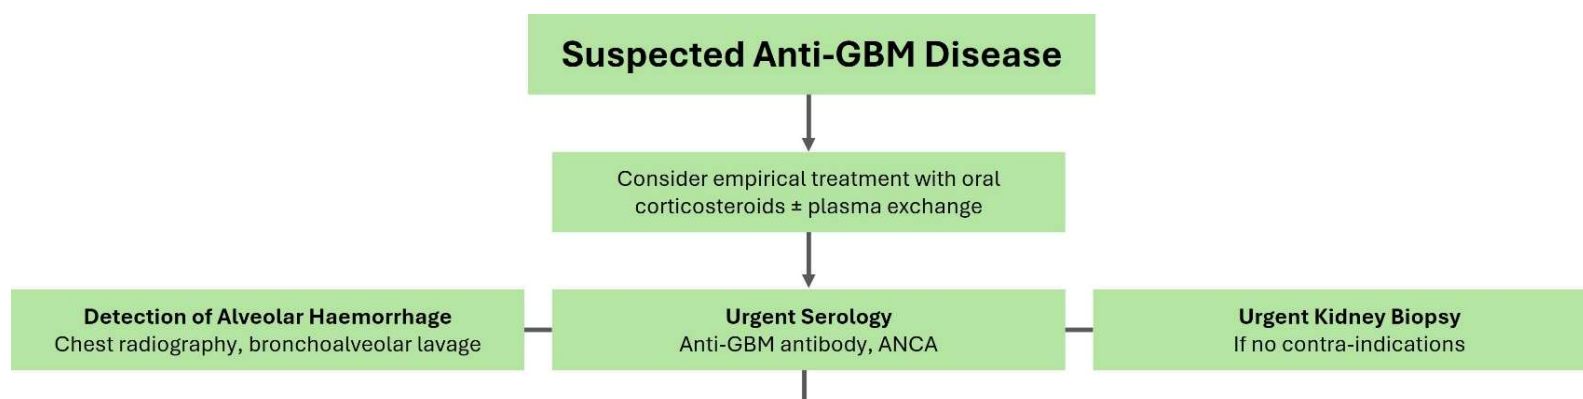 Suspected Anti-GBM Disease
Consider empirical treatment with oral
corticosteroids ± plasma exchange
Detection of Alveolar Haemorrhage
Chest radiography, bronchoalveolar lavage
Urgent Serology
Anti-GBM antibody, ANCA
Urgent Kidney Biopsy
If no contra-indications